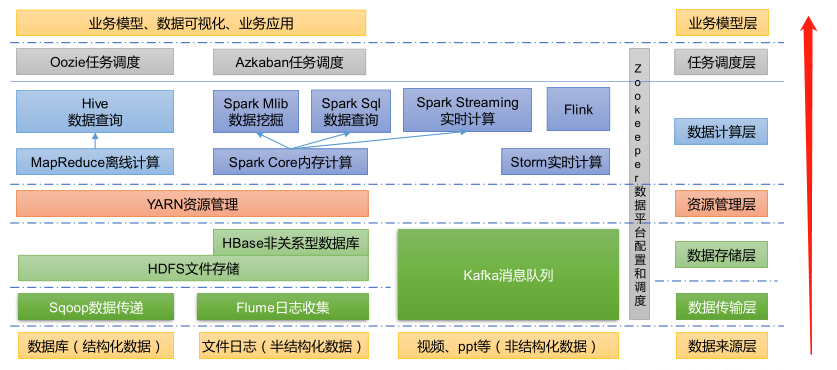 业务模型、数据可视化、业务应用
业务模型层
Oozie任务调度
Azkaban任务调度
任务调度层
Hive
数据查询
Spark Mlib
数据挖掘
Spark Sql
数据查询
Spark Streaming
实时计算
Flink
数据计算层
MapReduce离线计算
Spark Core内存计算
Storm实时计算
Zookeeper数据平台配置和调度
YARN资源管理
资源管理层
HBase非关系型数据库
HDFS文件存储
Kafka消息队列
数据存储层
Sqoop数据传递
Flume日志收集
数据传输层
数据库（结构化数据）
文件日志（半结构化数据）
视频、ppt等（非结构化数据）
数据来源层